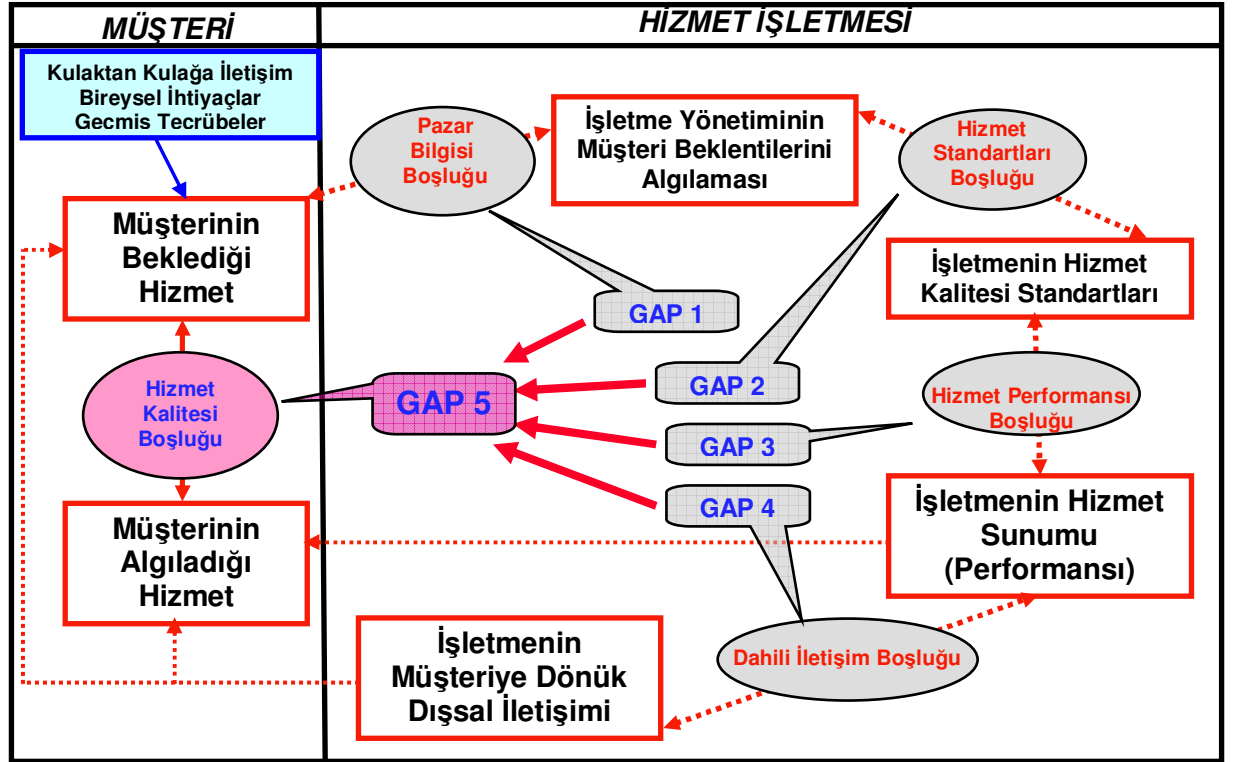 MÜŞTERİ
HİZMET İŞLETMESİ
Kulaktan Kulağa İletişim
Bireysel İhtiyaçlar
Gecmis Tecrübeler
Pazar
Bilgisi
Boşluğu
İşletme Yönetiminin
Müşteri Beklentilerini
Algılaması
Hizmet
Standartları
Boşluğu
Müşterinin
Beklediği
Hizmet
İşletmenin Hizmet
Kalitesi Standartları
GAP 1
GAP 2
GAP 5
GAP 3
GAP 4
Hizmet
Kalitesi
Boşluğu
Hizmet Performansı
Boşluğu
Müşterinin
Algıladığı
Hizmet
İşletmenin Hizmet
Sunumu
(Performansı)
İşletmenin
Müşteriye Dönük
Dışsal İletişimi
Dahili İletişim Boşluğu